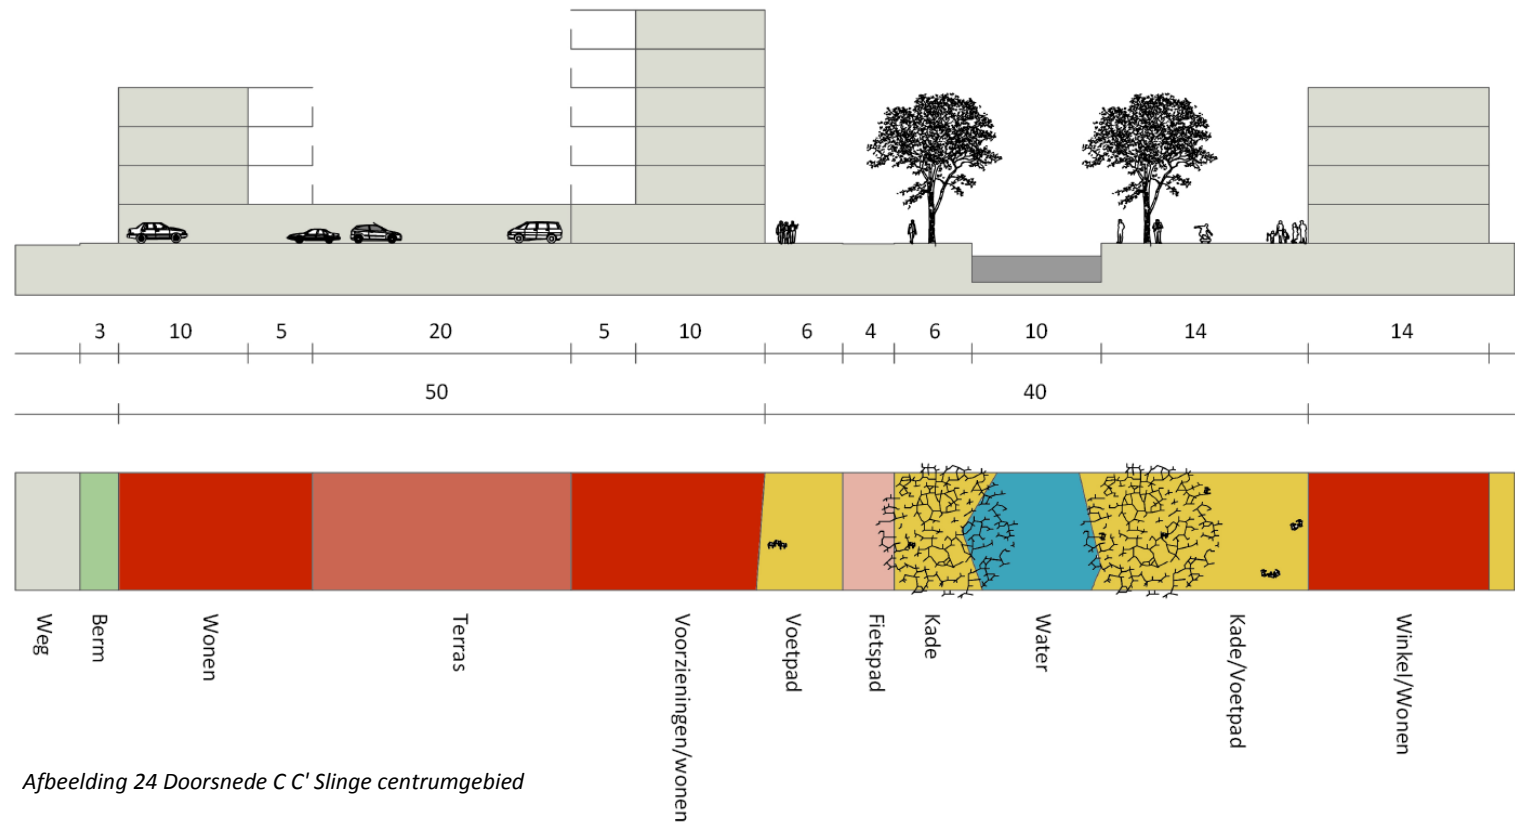 3 10 5 20 5 10 6 4 6 10 14 14
50 40
Weg
Berm
Wonen
Terras
Voorzieningen/wonen
Voetpad
Fietspad
Kade
Water
Kade/Voetpad
Winkel/Wonen
Afbeelding 24 Doorsnede C C' Slinge centrumgebied